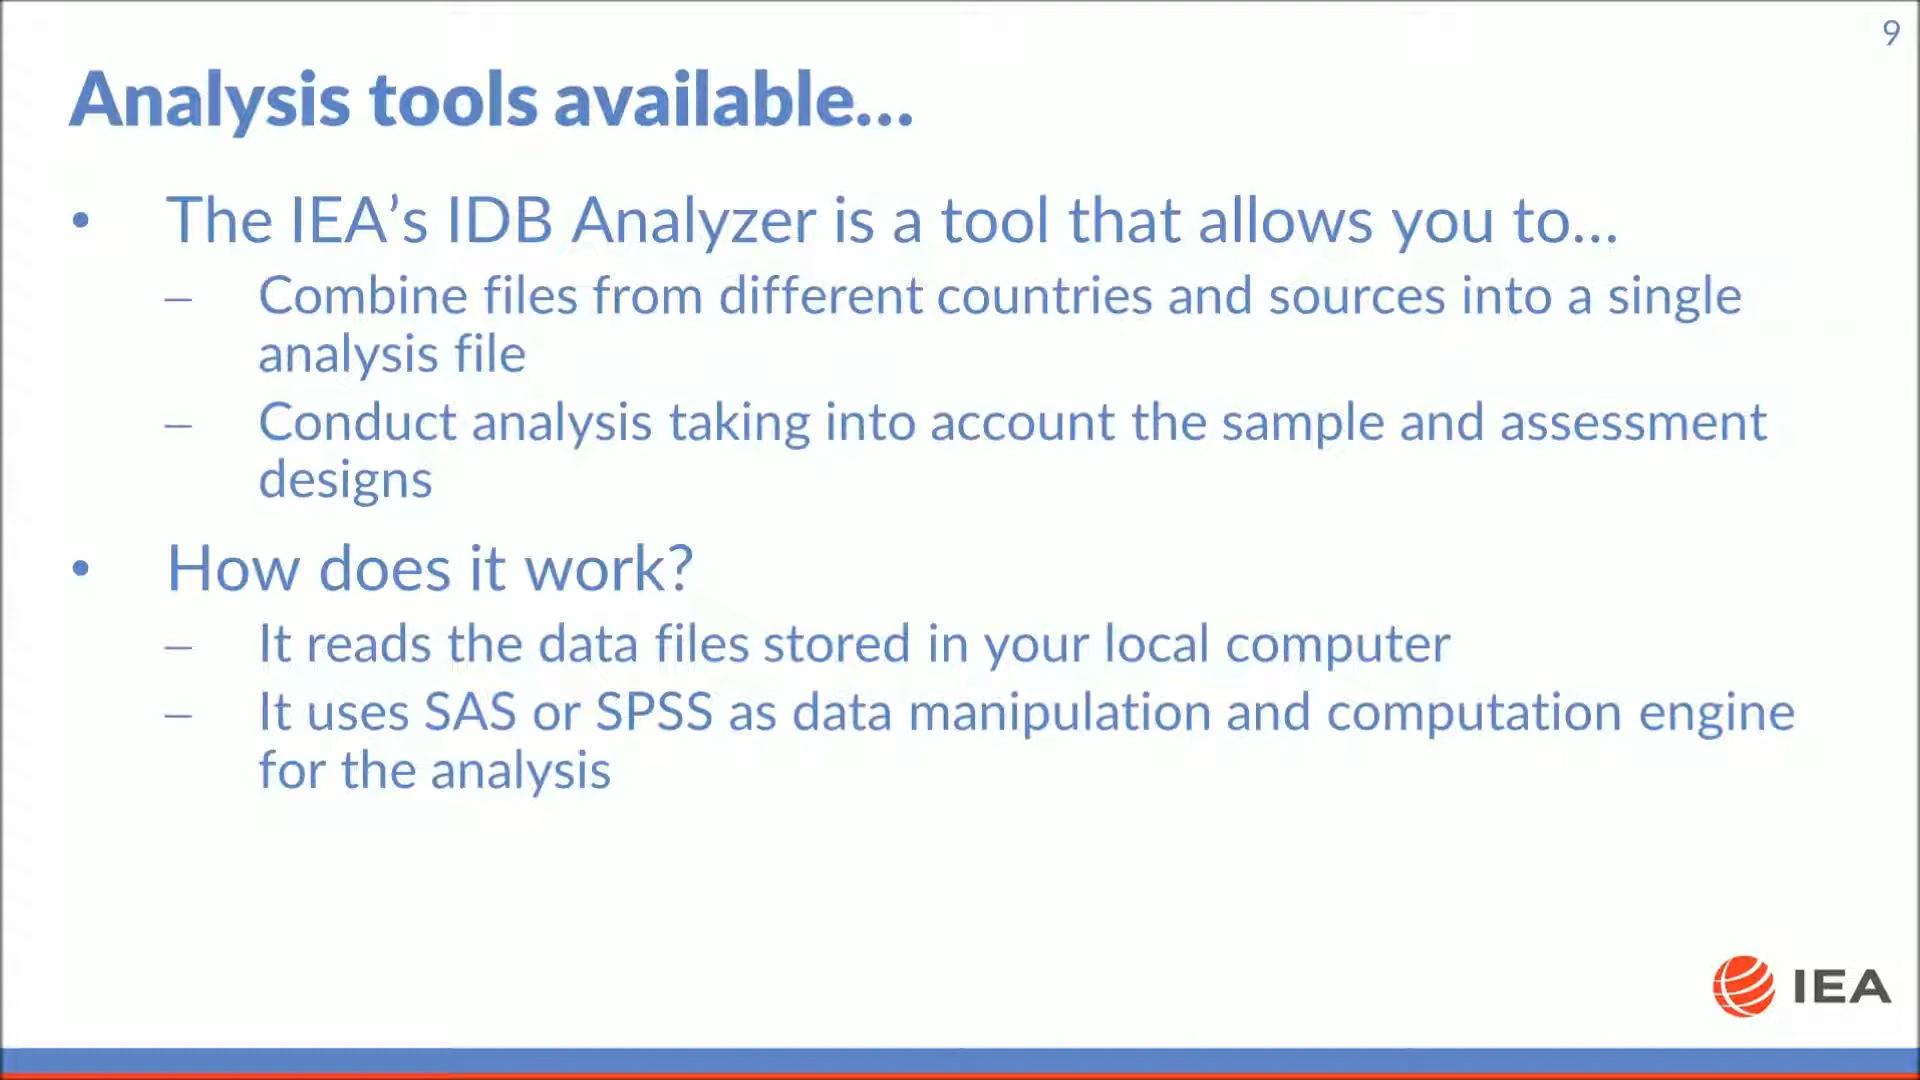 9
Analysis tools available...
• The IEA’s IDB Analyzer is a tool that allows you to...
– Combine files from different countries and sources into a single
analysis file
– Conduct analysis taking into account the sample and assessment
designs
• How does it work?
– It reads the data files stored in your local computer
– It uses SAS or SPSS as data manipulation and computation engine
for the analysis
IEA